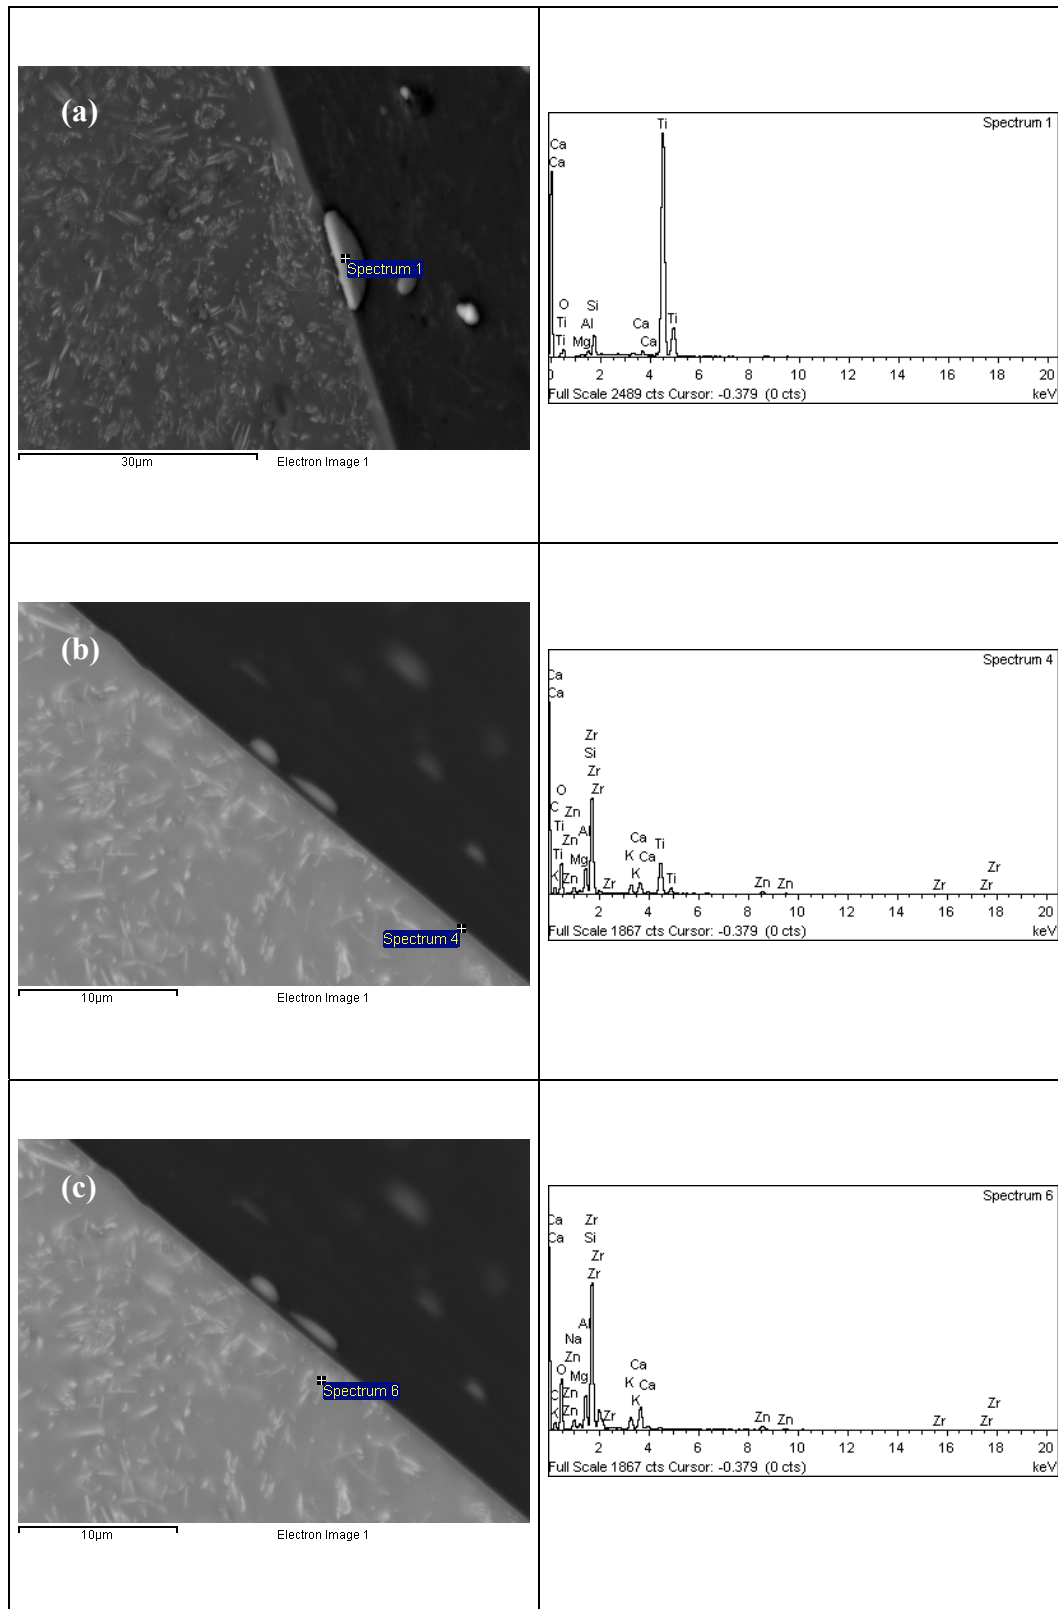 (a)
Spectrum 1
30µm
Electron Image 1
Spectrum 1
Ti
Ca
Ca
O
Si
Ti
Al
Ca
Ti
Ti
Mg
Ca
0 2 4 6 8 10 12 14 16 18 20
Full Scale 2489 cts Cursor: -0.379 (0 cts)
keV
(b)
Spectrum 4
10µm
Electron Image 1
Spectrum 4
Ca
Ca
Zr
Si
Zr
O
Zr
C
Zn
Ti
Al
Ca
Zn
Ti
Ti
Mg
K
Ca
K
Zn
Zr
K
Ti
Zn
Zn
Zr
Zr
Zr
2 4 6 8 10 12 14 16 18 20
Full Scale 1867 cts Cursor: -0.379 (0 cts)
keV
(c)
Spectrum 6
10µm
Electron Image 1
Spectrum 6
Ca
Zr
Ca
Si
Zr
Zr
Al
Na
Zn
Ca
O
Mg
K
Ca
C
Zn
K
K
Zn
Zr
Zn
Zn
Zr
Zr
Zr
2 4 6 8 10 12 14 16 18 20
Full Scale 1867 cts Cursor: -0.379 (0 cts)
keV